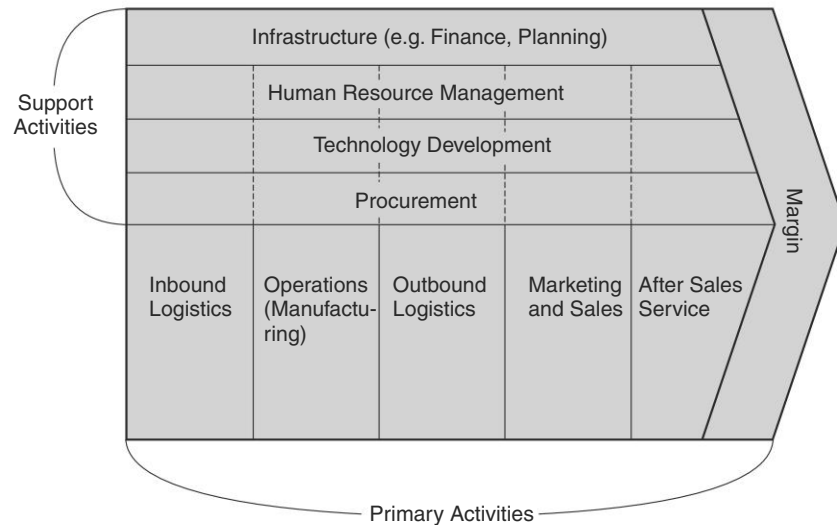 Infrastructure (e.g. Finance, Planning)
Human Resource Management
Support
Activities
Technology Development
Procurement
Margin
Inbound
Logistics
Operations
(Manufactu-
ring)
Outbound
Logistics
Marketing
and Sales
After Sales
Service
Primary Activities